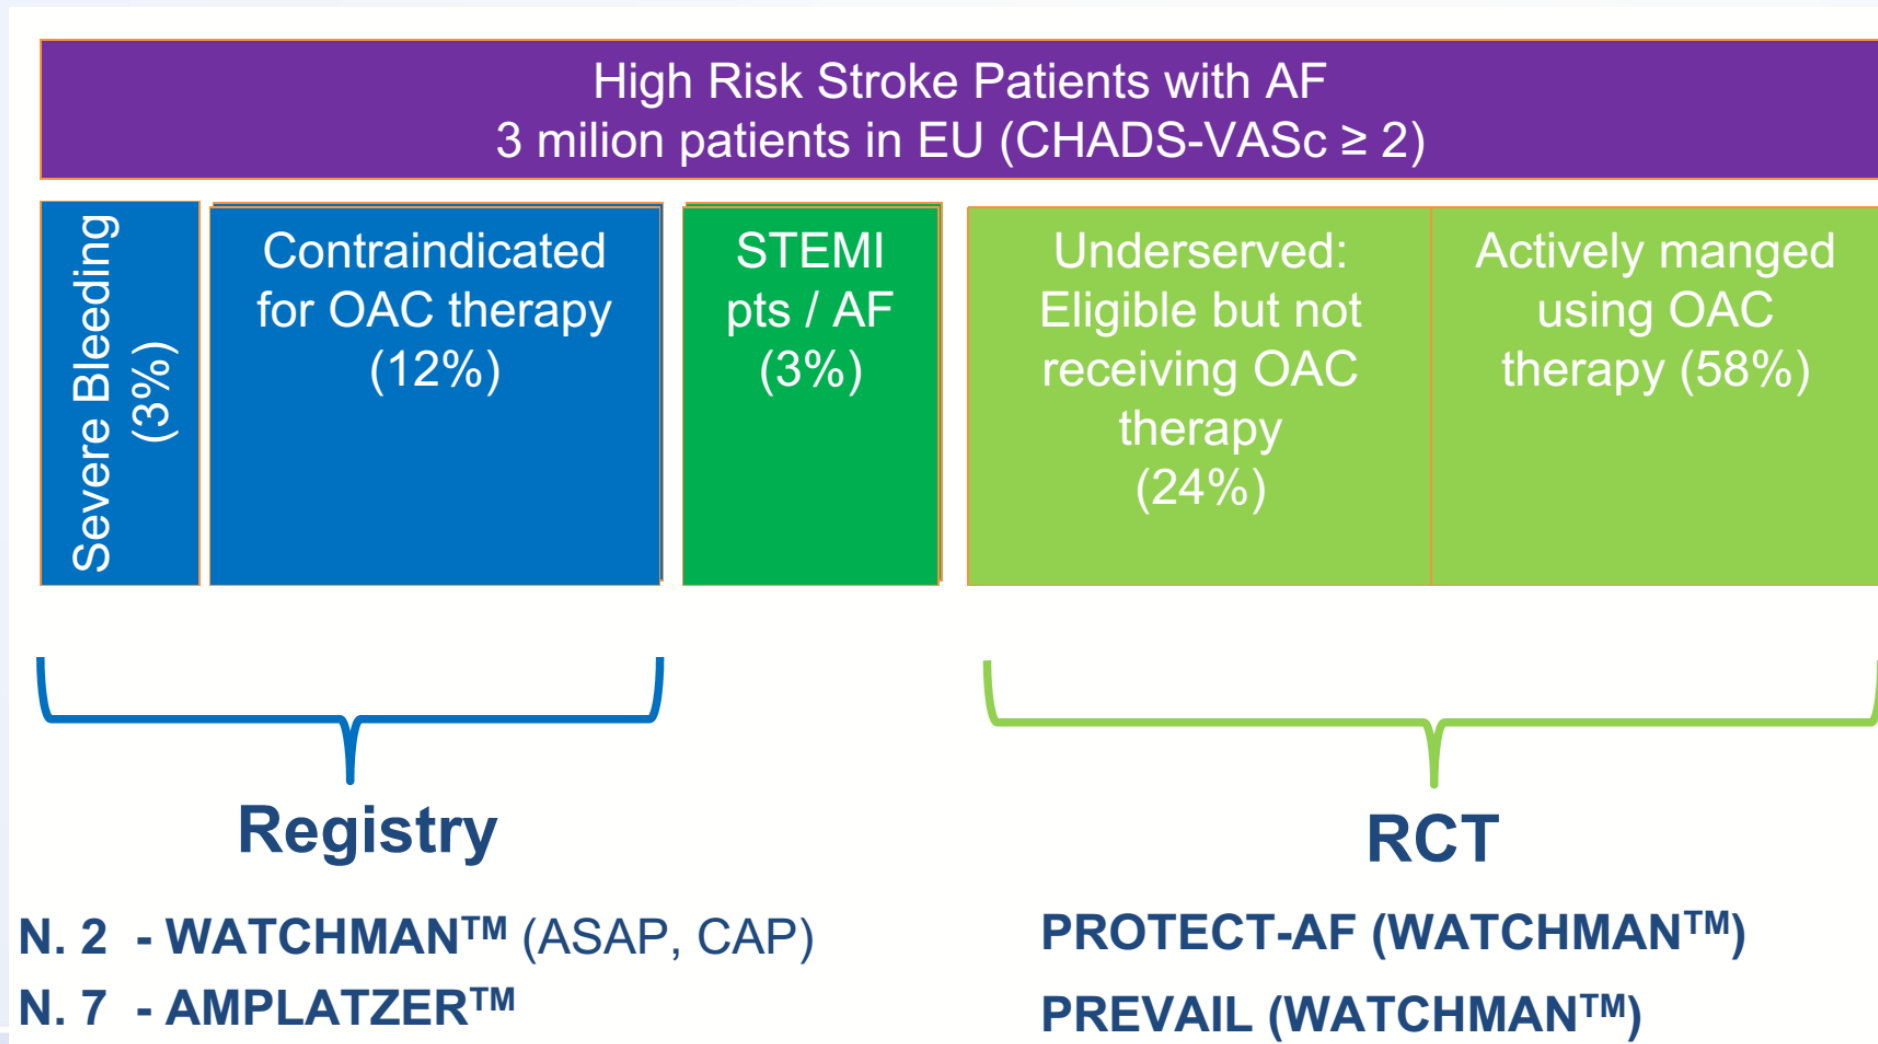 High Risk Stroke Patients with AF
3 milion patients in EU (CHADS-VASc ≥ 2)
Severe Bleeding
(3%)
Contraindicated
for OAC therapy
(12%)
STEMI
pts / AF
(3%)
Underserved:
Eligible but not
receiving OAC
therapy
(24%)
Actively manged
using OAC
therapy (58%)
Registry
N. 2 - WATCHMAN™ (ASAP, CAP)
N. 7 - AMPLATZER™
RCT
PROTECT-AF (WATCHMAN™)
PREVAIL (WATCHMAN™)